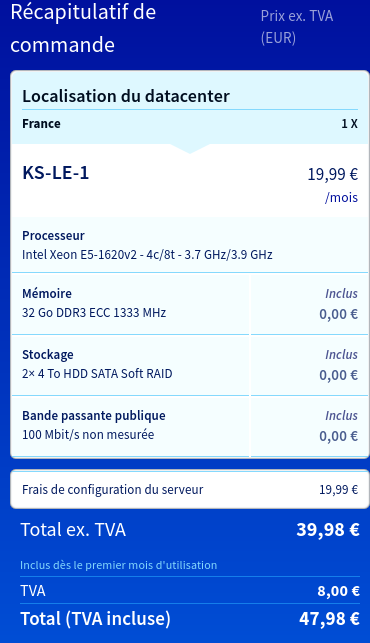 Récapitulatif de
commande
Prix ex. TVA
(EUR)
Localisation du datacenter
France 1 X
KS-LE-1 19,99 €
/mois
Processeur
Intel Xeon E5-1620v2 - 4c/8t - 3.7 GHz/3.9 GHz
Mémoire Inclus
32 Go DDR3 ECC 1333 MHz 0,00 €
Stockage Inclus
2× 4 To HDD SATA Soft RAID 0,00 €
Bande passante publique Inclus
100 Mbit/s non mesurée 0,00 €
Frais de configuration du serveur 19,99 €
Total ex. TVA 39,98 €
Inclus dès le premier mois d'utilisation
TVA 8,00 €
Total (TVA incluse) 47,98 €